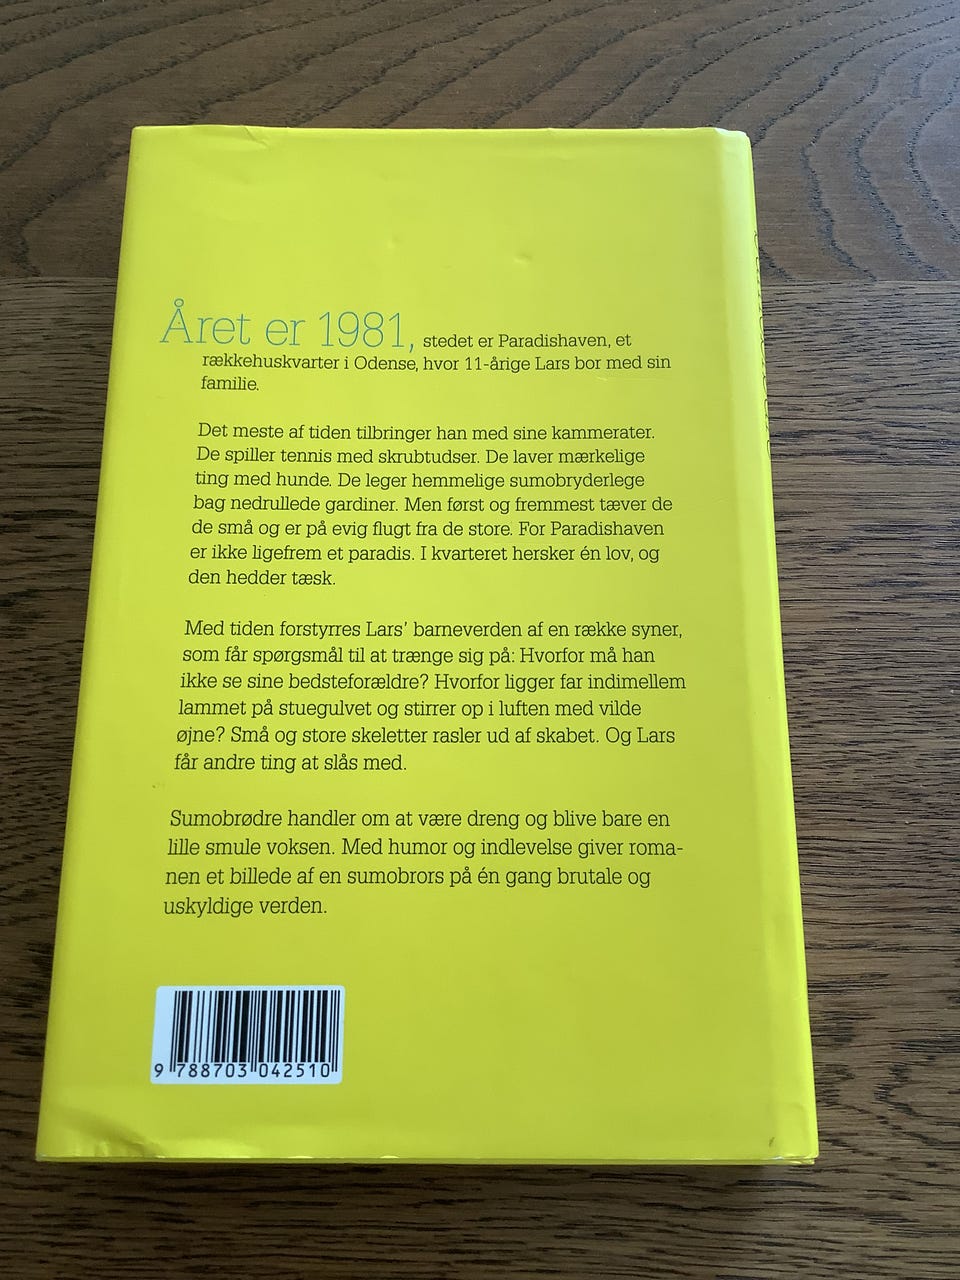 Året er 1981, stedet er Paradishaven, et
rækkehuskvarter i Odense, hvor 11-årige Lars bor med sin
familie.
Det meste af tiden tilbringer han med sine kammerater.
De spiller tennis med skrubtudser. De laver mærkelige
ting med hunde. De leger hemmelige sumobryderlege
bag nedrullede gardiner. Men først og fremmest tæver de
de små og er på evig flugt fra de store. For Paradishaven
er ikke ligefrem et paradis. I kvarteret hersker én lov, og
den hedder tæsk.
Med tiden forstyrres Lars' barneverden af en række syner,
som får spørgsmål til at trænge sig på: Hvorfor må han
ikke se sine bedsteforældre? Hvorfor ligger far indimellem
lammet på stuegulvet og stirrer op i luften med vilde
øjne? Små og store skeletter rasler ud af skabet. Og Lars
får andre ting at slås med.
Sumobrødre handler om at være dreng og blive bare en
lille smule voksen. Med humor og indlevelse giver roma-
nen et billede af en sumobrors på én gang brutale og
uskyldige verden.
9 788703 042510